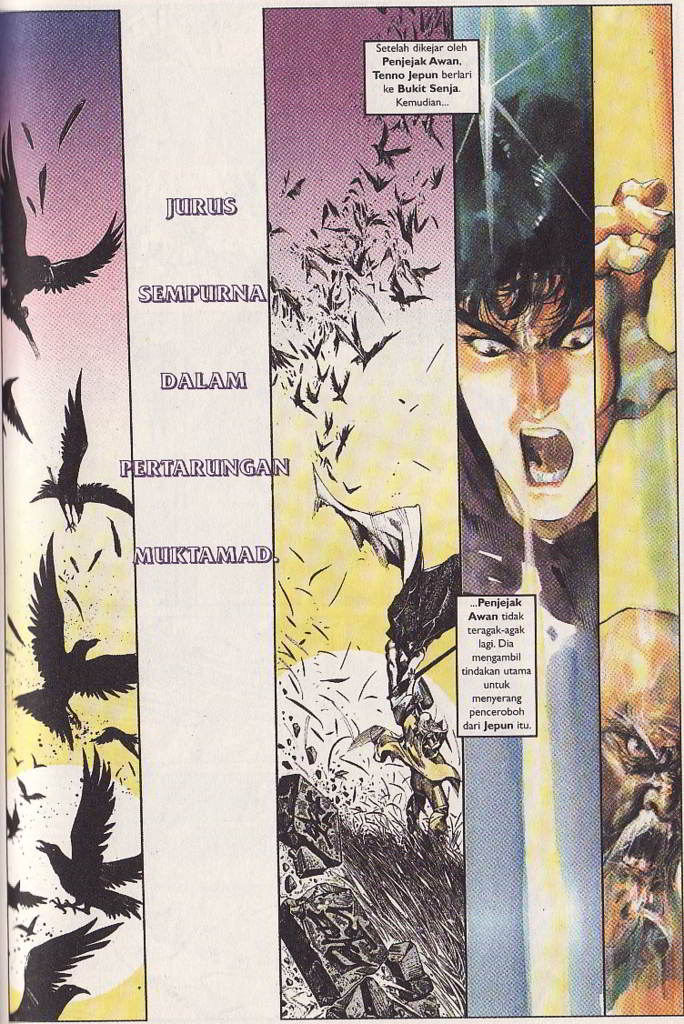 Setelah dikejar oleh
Penjejak Awan,
Tenno Jepun berlari
ke Bukit Senja.
Kemudian...
JURUS
SEMPURNA
DALAM
PERTARUNGAN
MUKTAMAD.
...Penjejak
Awan tidak
teragak-agak
lagi. Dia
mengambil
tindakan utama
untuk
menyerang
penceroboh
dari Jepun itu.